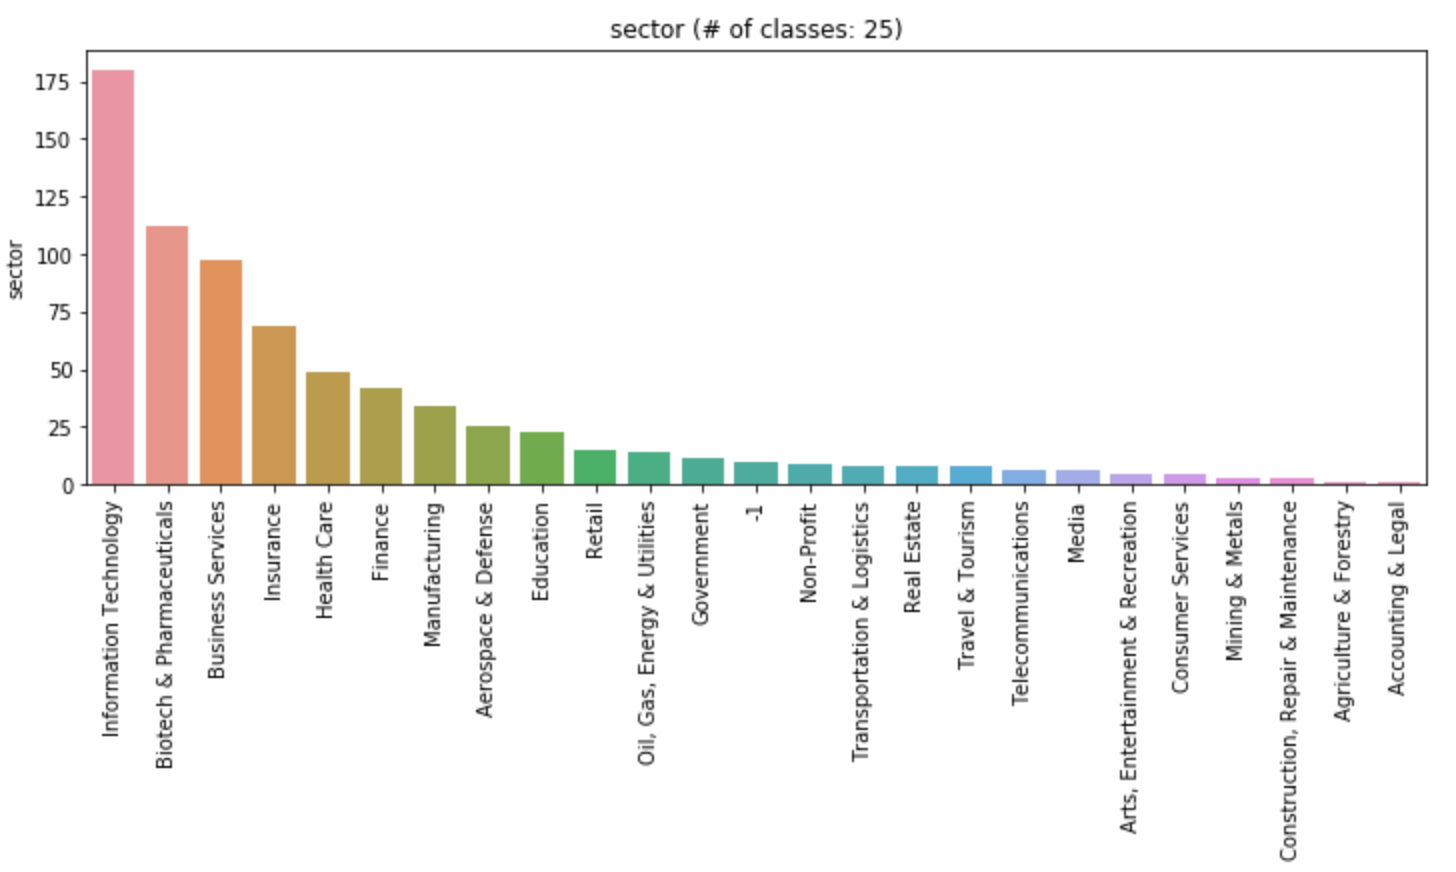 sector (# of classes: 25)
175
150
125
100
75
50
25
0
sector
Information Technology
Biotech & Pharmaceuticals
Business Services
Insurance
Health Care
Finance
Manufacturing
Aerospace & Defense
Education
Retail
Oil, Gas, Energy & Utilities
Government
-1
Non-Profit
Transportation & Logistics
Real Estate
Travel & Tourism
Telecommunications
Media
Arts, Entertainment & Recreation
Consumer Services
Mining & Metals
Construction, Repair & Maintenance
Agriculture & Forestry
Accounting & Legal